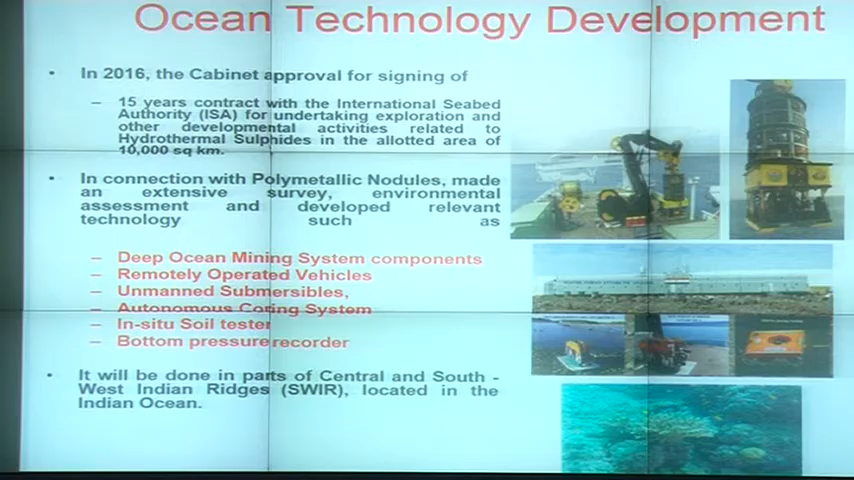 Ocean Technology Development
• In 2016, the Cabinet approval for signing of
– 15 years contract with the International Seabed
Authority (ISA) for undertaking exploration and
other developmental activities related to
Hydrothermal Sulphides in the allotted area of
10,000 sq km.
• In connection with Polymetallic Nodules, made
an extensive survey, environmental
assessment and developed relevant
technology such as
– Deep Ocean Mining System components
– Remotely Operated Vehicles
– Unmanned Submersibles,
– Autonomous Coring System
– In-situ Soil tester
– Bottom pressure recorder
• It will be done in parts of Central and South -
West Indian Ridges (SWIR), located in the
Indian Ocean.